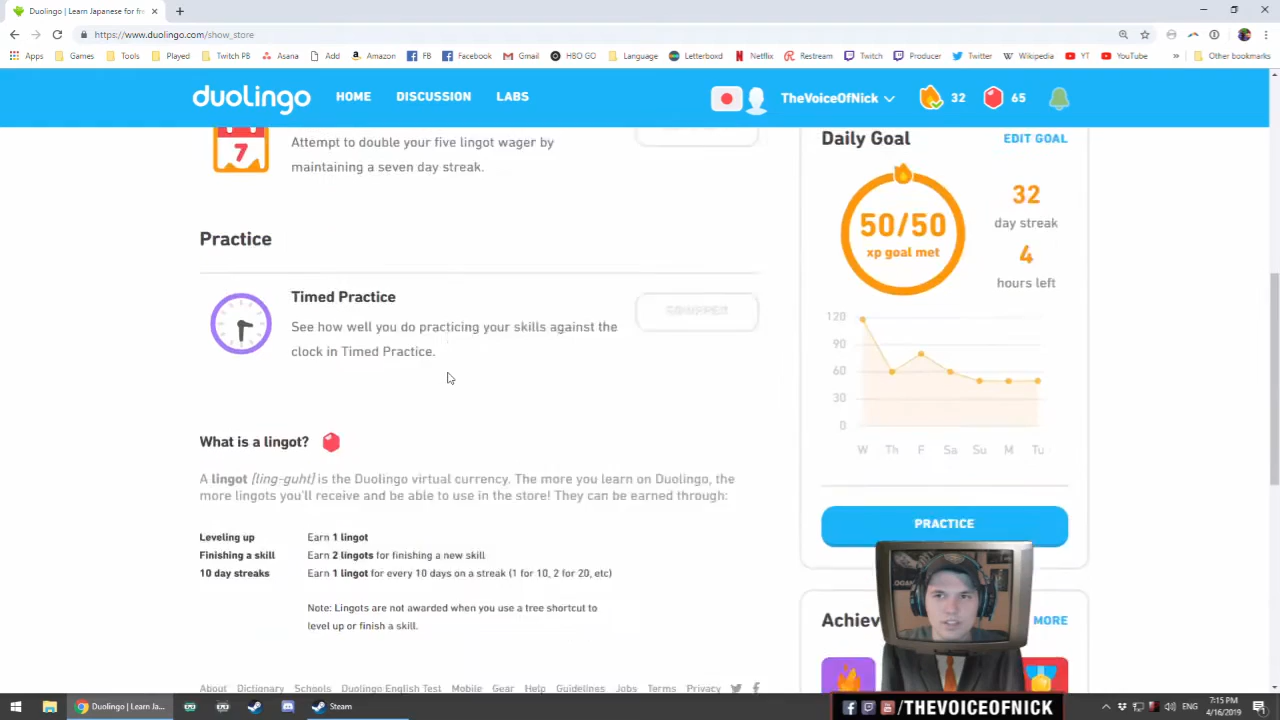 Duolingo | Learn Japanese for fr
https://www.duolingo.com/show_store
Apps Games Tools Played Twitch PB Asana Add Amazon FB Facebook Gmail HBO GO Language Letterboxd Netflix Restream Twitch Producer Twitter Wikipedia YT YouTube » Other bookmarks
duolingo HOME DISCUSSION LABS TheVoiceOfNick 32 65
7
Attempt to double your five lingot wager by
maintaining a seven day streak.
Practice
Timed Practice
See how well you do practicing your skills against the
clock in Timed Practice.
What is a lingot?
A lingot [ling-guht] is the Duolingo virtual currency. The more you learn on Duolingo, the
more lingots you'll receive and be able to use in the store! They can be earned through:
Leveling up Earn 1 lingot
Finishing a skill Earn 2 lingots for finishing a new skill
10 day streaks Earn 1 lingot for every 10 days on a streak (1 for 10, 2 for 20, etc)
Note: Lingots are not awarded when you use a tree shortcut to
level up or finish a skill.
About Dictionary Schools Duolingo English Test Mobile Gear Help Guidelines Jobs Terms Privacy
Daily Goal EDIT GOAL
50/50
xp goal met
32
day streak
4
hours left
120
90
60
30
0
W Th F Sa Su M Tu
PRACTICE
Achiev MORE
/THEVOICEOFNICK
Duolingo | Learn Ja...
Steam
ENG
7:15 PM
4/16/2019